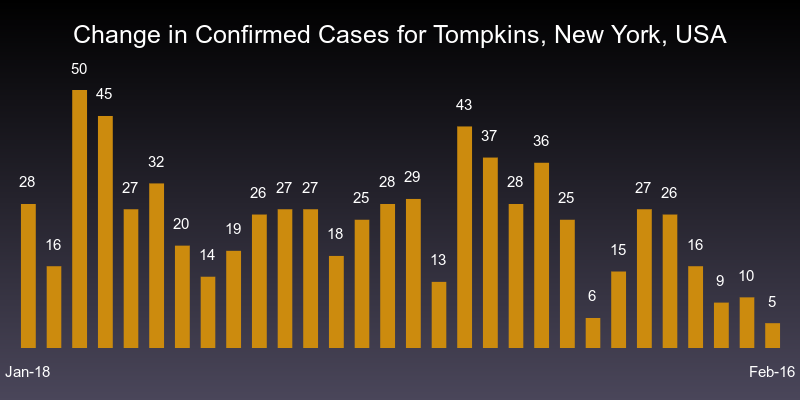 Change in Confirmed Cases for Tompkins, New York, USA
28 16 50 45 27 32 20 14 19 26 27 27 18 25 28 29 13 43 37 28 36 25 6 15 27 26 16 9 10 5
Jan-18 Feb-16